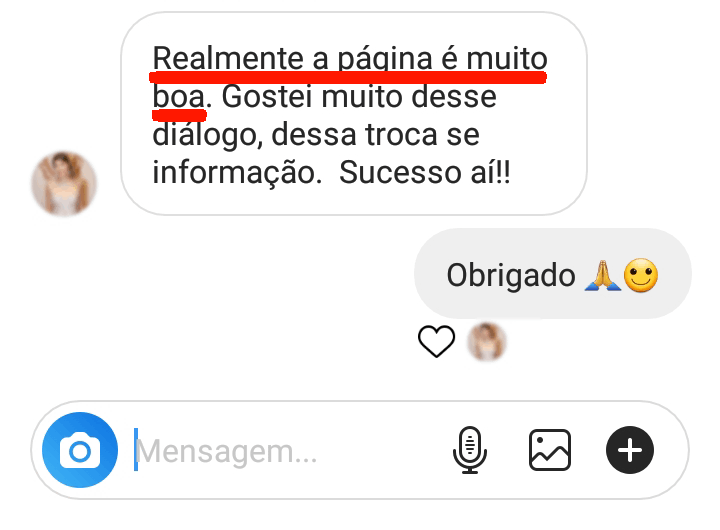 Realmente a página é muito
boa. Gostei muito desse
diálogo, dessa troca se
informação.  Sucesso aí!!
Obrigado 🙏🙂
Mensagem...